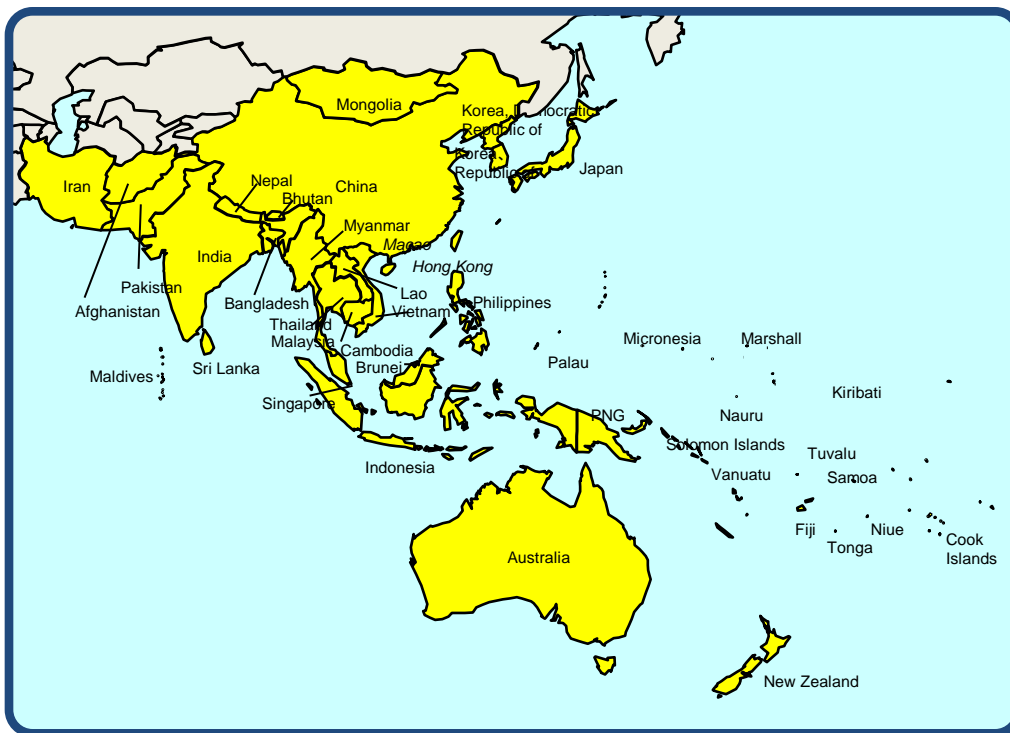 Mongolia
Korea, Democratic
Republic of
Korea,
Republic of
Japan
Iran
Nepal
China
Bhutan
Myanmar
Macao
India
Hong Kong
Pakistan
Afghanistan
Bangladesh
Lao
Vietnam
Philippines
Thailand
Malaysia
Cambodia
Brunei
Sri Lanka
Maldives
Singapore
Indonesia
Micronesia
Marshall
Palau
Kiribati
PNG
Nauru
Solomon Islands
Tuvalu
Vanuatu
Samoa
Fiji
Niue
Tonga
Cook
Islands
Australia
New Zealand